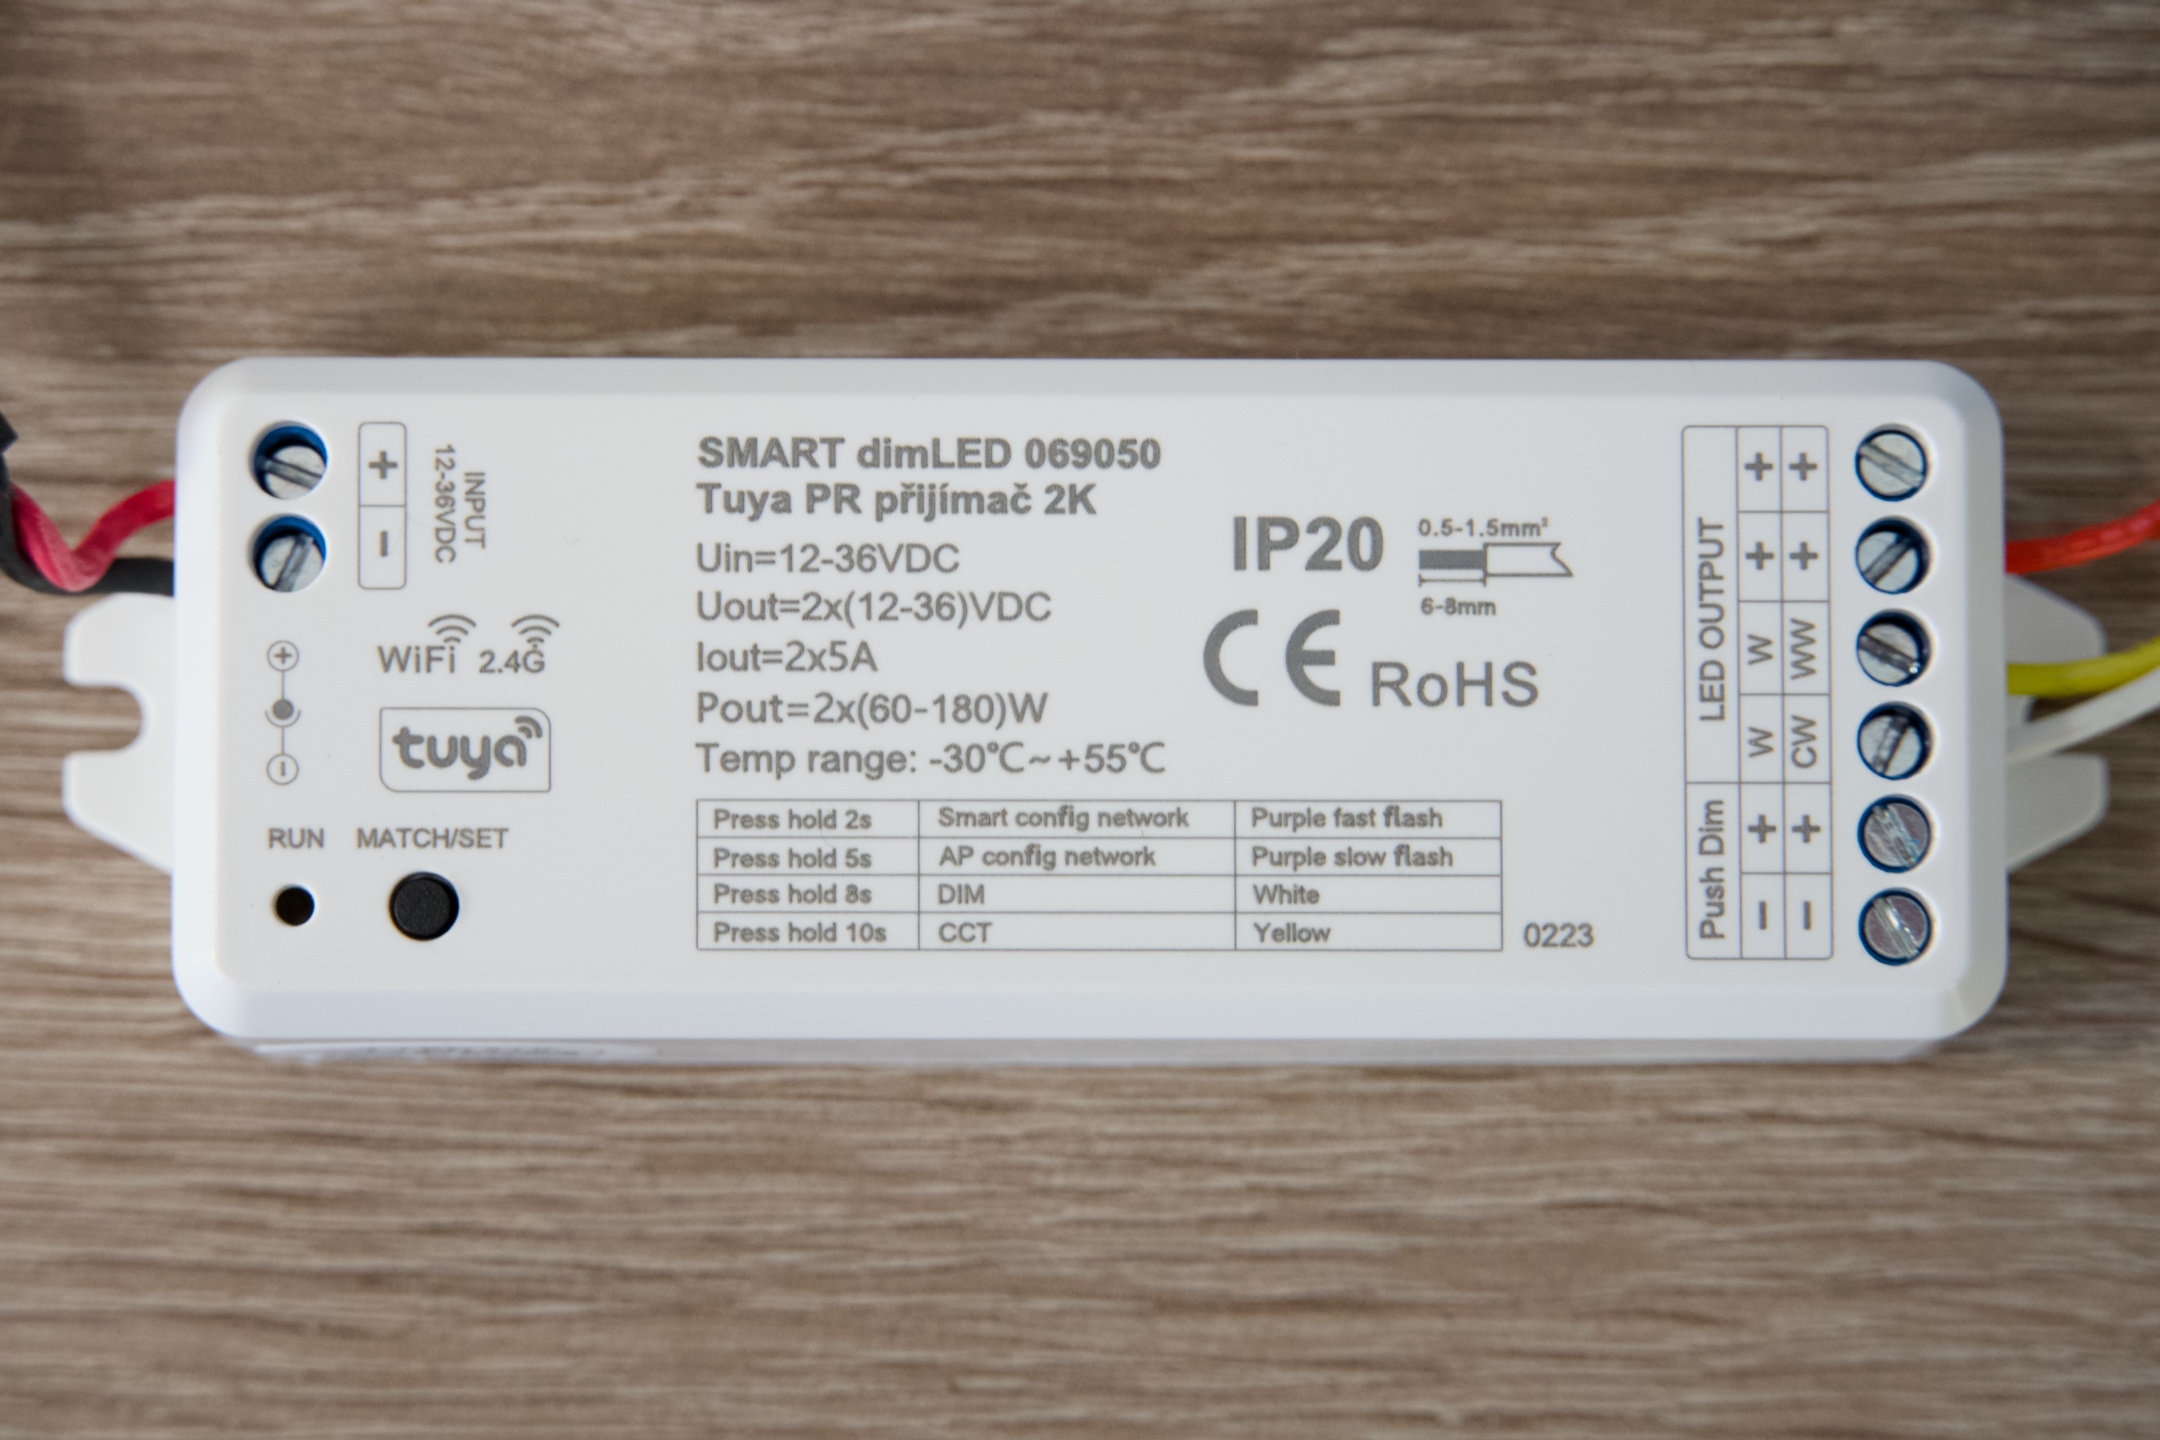 +
-
INPUT
12-36VDC
WiFi 2.4G
+
-
tuya
RUN MATCH/SET
SMART dimLED 069050
Tuya PR přijímač 2K
Uin=12-36VDC
Uout=2x(12-36)VDC
Iout=2x5A
Pout=2x(60-180)W
Temp range: -30℃~+55℃
IP20
0.5-1.5mm²
6-8mm
CE RoHS
Press hold 2s Smart config network Purple fast flash
Press hold 5s AP config network Purple slow flash
Press hold 8s DIM White
Press hold 10s CCT Yellow
0223
LED OUTPUT
+ +
+ +
W WW
W CW
Push Dim
+ +
- -